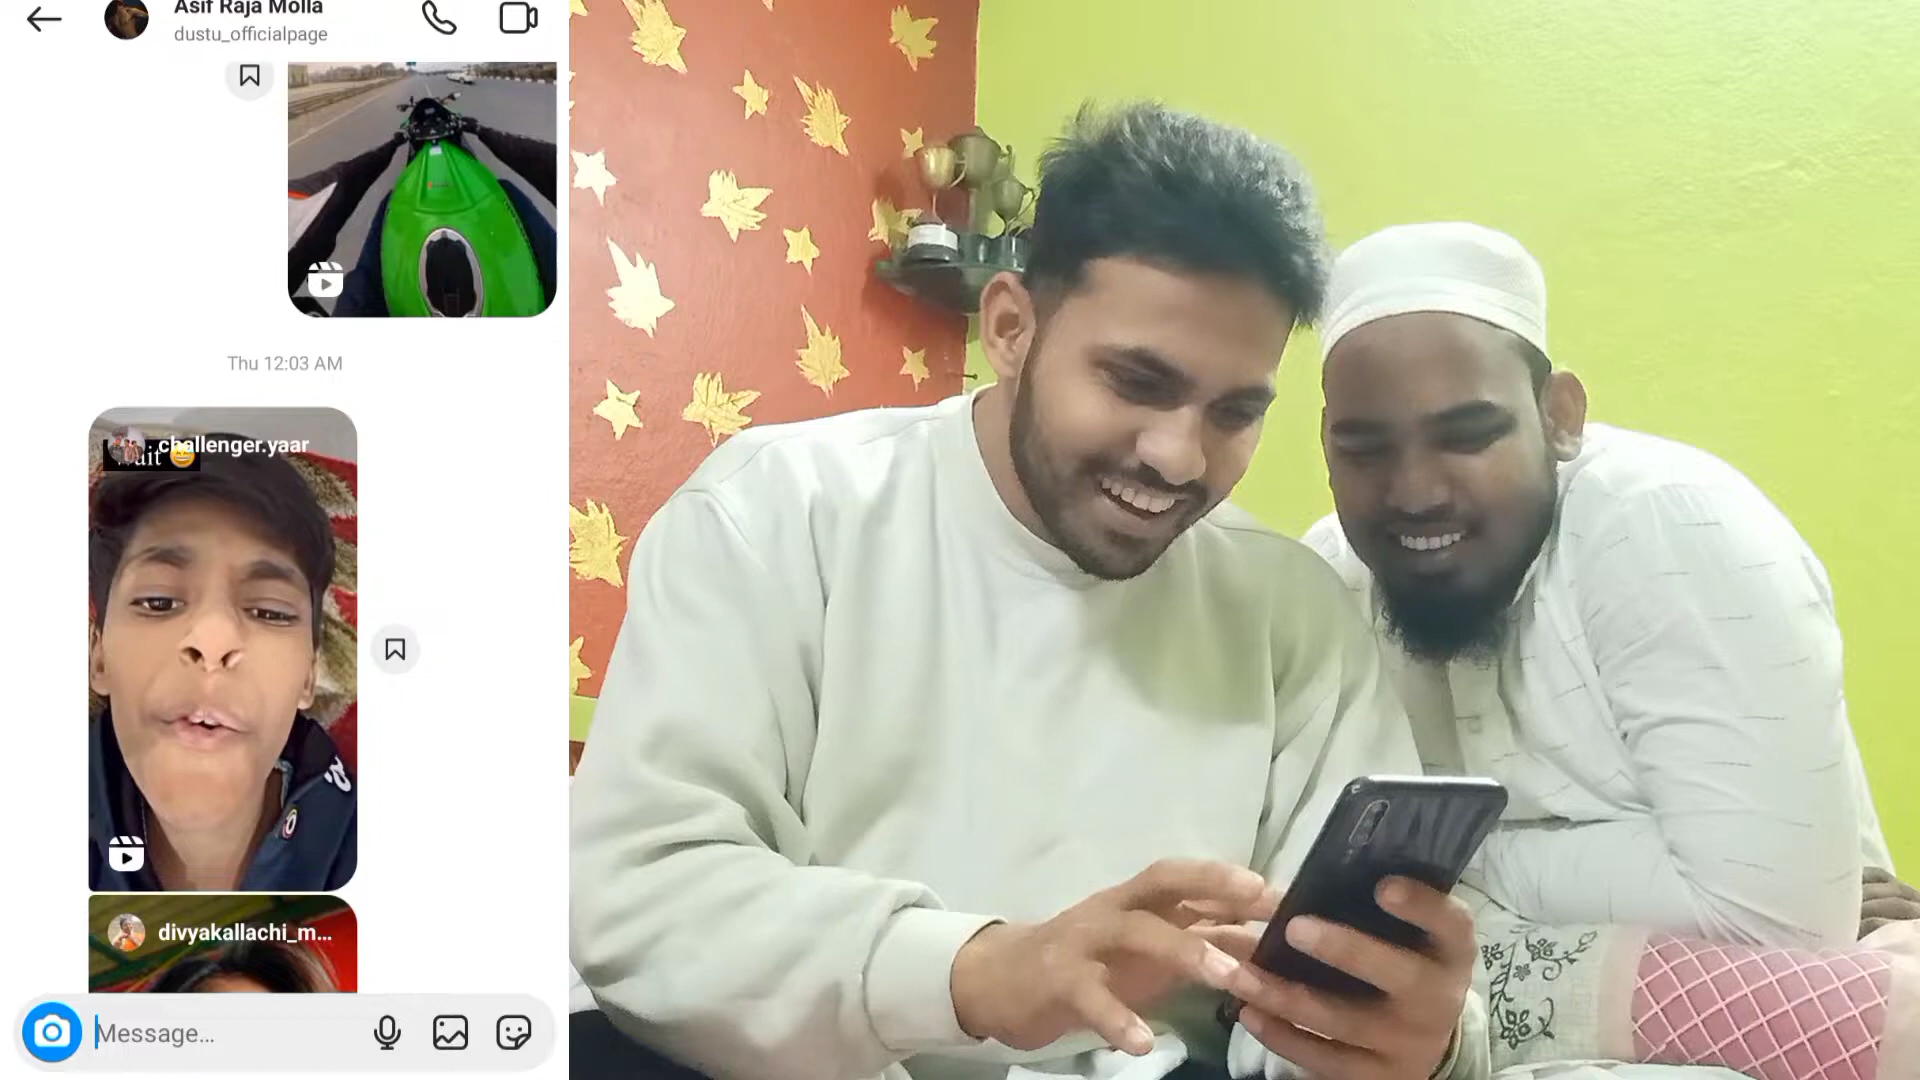 Asif Raja Molla
dustu_officialpage
Thu 12:03 AM
challenger.yaar
divyakallachi_m...
Message...